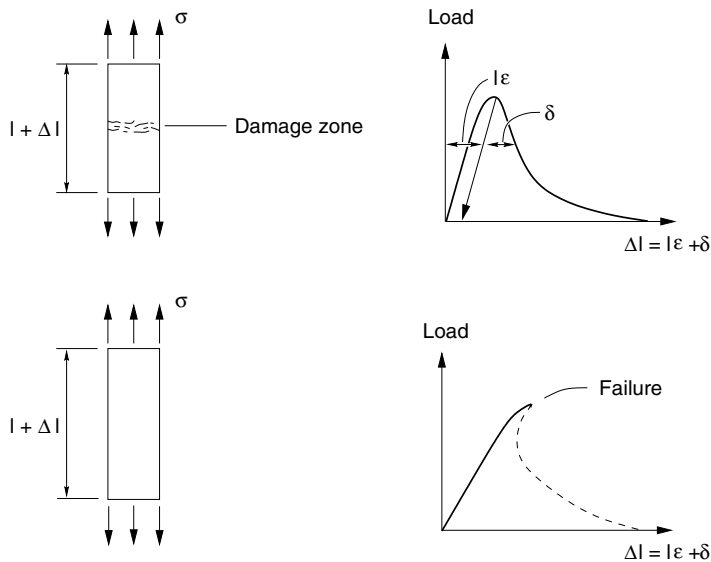 σ
l + Δl
Damage zone
Load
lε
δ
Δl = lε +δ
σ
l + Δl
Load
Failure
Δl = lε +δ